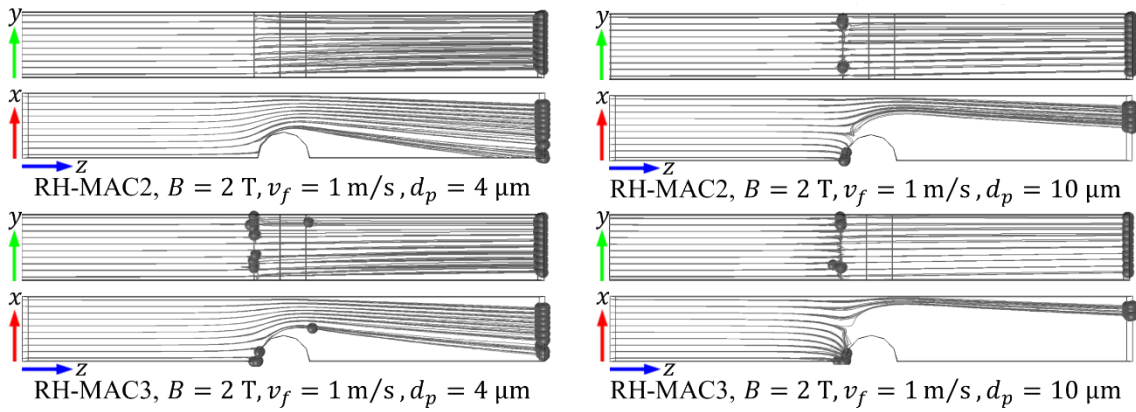 y
x
z
RH-MAC2, B = 2 T, v_f = 1 m/s , d_p = 4 μm
y
x
z
RH-MAC2, B = 2 T, v_f = 1 m/s , d_p = 10 μm
y
x
z
RH-MAC3, B = 2 T, v_f = 1 m/s , d_p = 4 μm
y
x
z
RH-MAC3, B = 2 T, v_f = 1 m/s , d_p = 10 μm